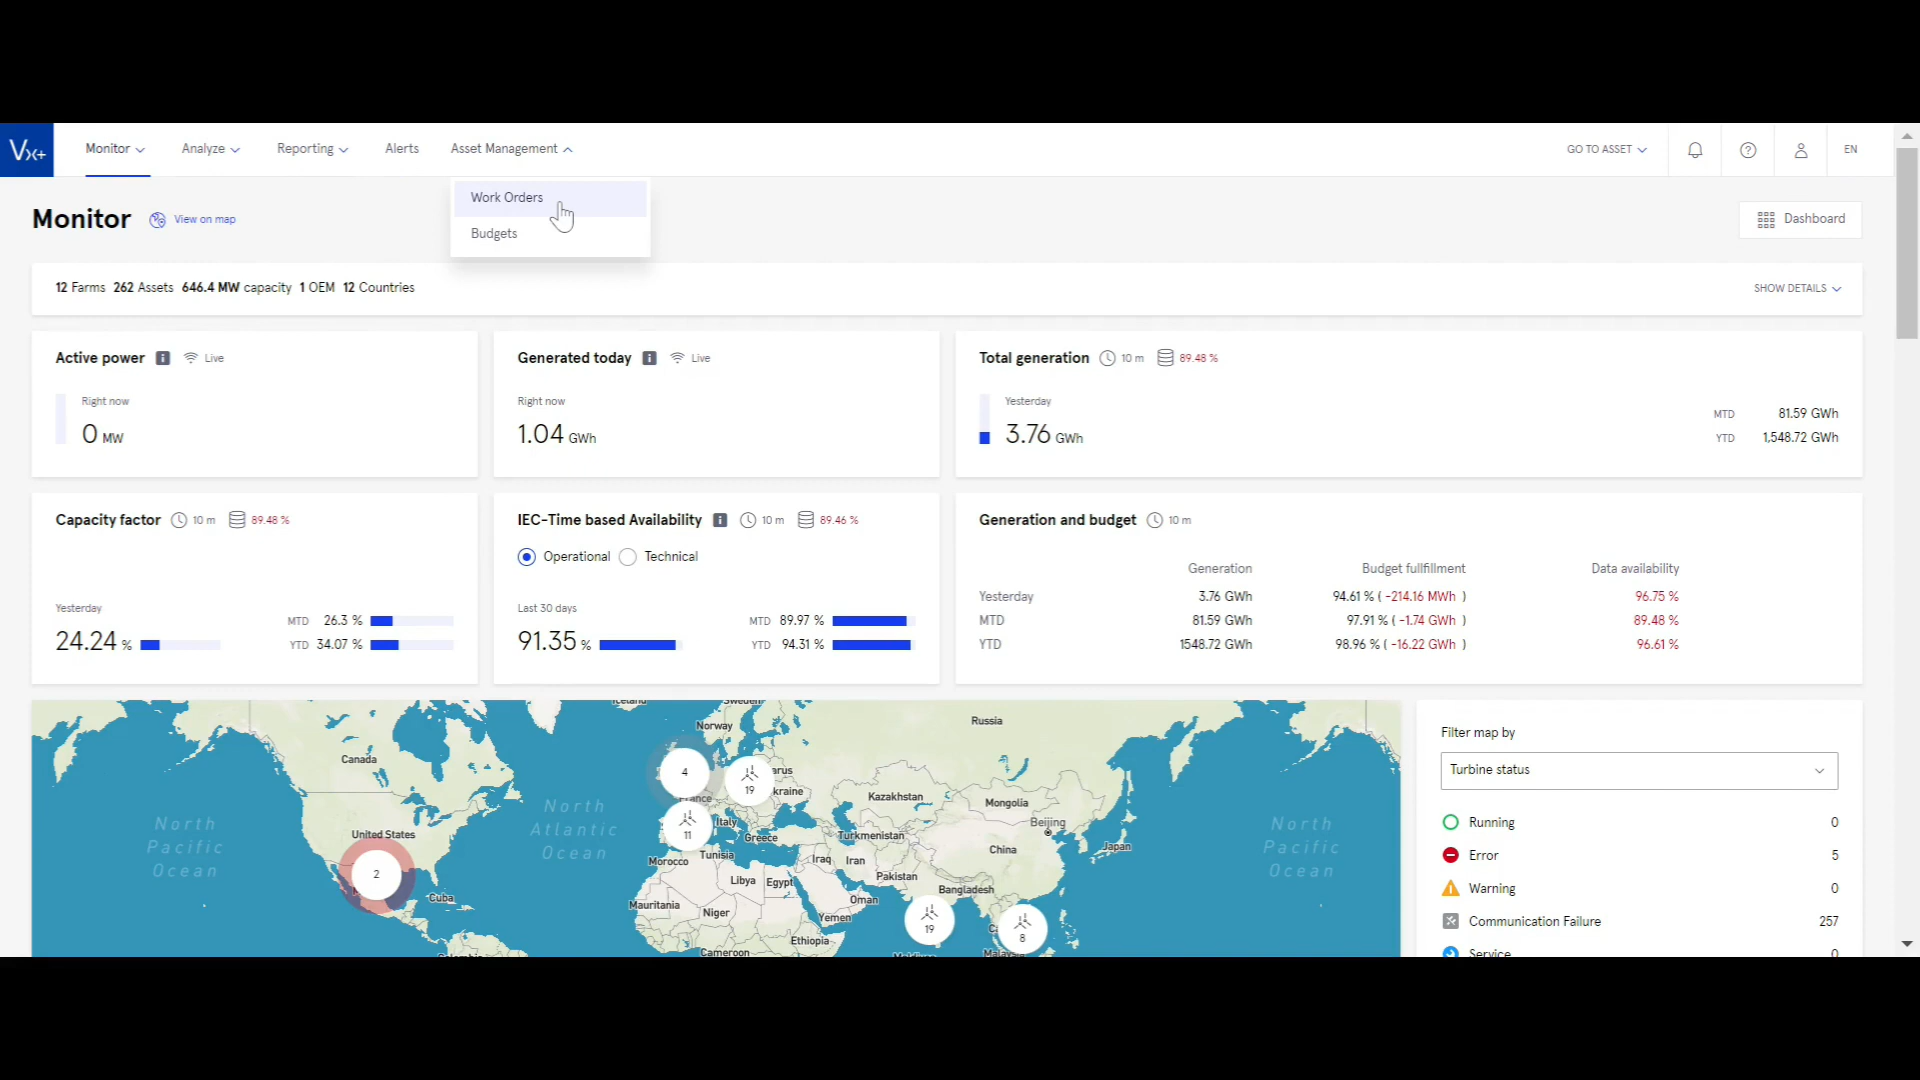 Vx+
Monitor
Analyze
Reporting
Alerts
Asset Management
GO TO ASSET
EN
Work Orders
Budgets
Monitor
View on map
Dashboard
12 Farms 262 Assets 646.4 MW capacity 1 OEM 12 Countries
SHOW DETAILS
Active power i Live
Right now
0 MW
Generated today i Live
Right now
1.04 GWh
Total generation 10 m 89.48 %
Yesterday
3.76 GWh
MTD 81.59 GWh
YTD 1,548.72 GWh
Capacity factor 10 m 89.48 %
Yesterday
24.24 %
MTD 26.3 %
YTD 34.07 %
IEC-Time based Availability i 10 m 89.46 %
Operational Technical
Last 30 days
91.35 %
MTD 89.97 %
YTD 94.31 %
Generation and budget 10 m
Generation Budget fullfillment Data availability
Yesterday 3.76 GWh 94.61 % ( -214.16 MWh ) 96.75 %
MTD 81.59 GWh 97.91 % ( -1.74 GWh ) 89.48 %
YTD 1548.72 GWh 98.96 % ( -16.22 GWh ) 96.61 %
Iceland
Sweden
Norway
Russia
Canada
4
19
arus
kraine
France
Kazakhstan
Mongolia
North
Pacific
Ocean
North
Atlantic
Ocean
11
Italy
Greece
Beijing
United States
Turkmenistan
China
Japan
North
Pacific
Ocean
Morocco
Tunisia
Iraq
Iran
2
Libya
Egypt
Pakistan
Bangladesh
Cuba
Mauritania
Niger
Oman
Yemen
19
8
Ethiopia
Cameroon
Filter map by
Turbine status
Running 0
Error 5
Warning 0
Communication Failure 257
Service 0